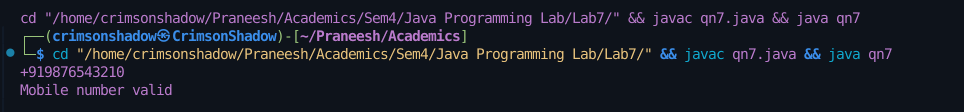 cd "/home/crimsonshadow/Praneesh/Academics/Sem4/Java Programming Lab/Lab7/" && javac qn7.java && java qn7
┌──(crimsonshadow㉿CrimsonShadow)-[~/Praneesh/Academics]
└─$ cd "/home/crimsonshadow/Praneesh/Academics/Sem4/Java Programming Lab/Lab7/" && javac qn7.java && java qn7
+919876543210
Mobile number valid